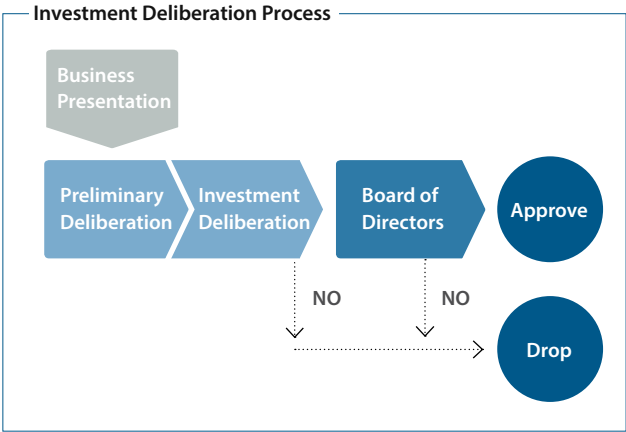 Investment Deliberation Process
Business
Presentation
Preliminary
Deliberation
Investment
Deliberation
Board of
Directors
Approve
NO
NO
Drop